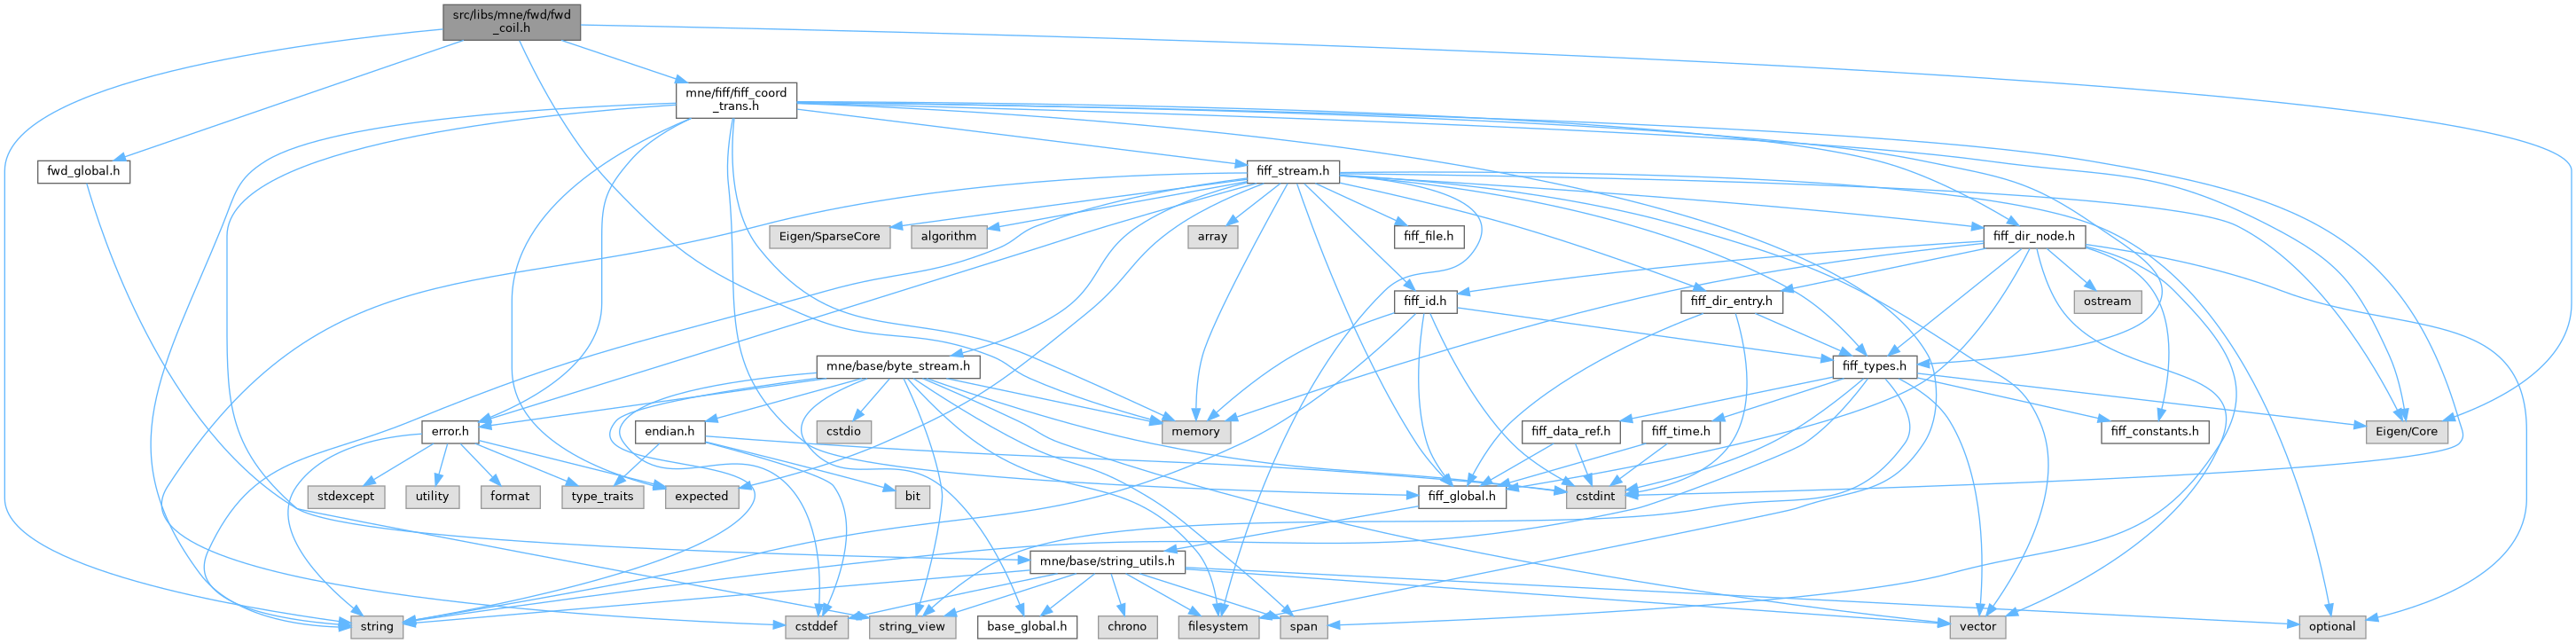 src/libs/mne/fwd/fwd
_coil.h
mne/fiff/fiff_coord
_trans.h
fwd_global.h
fiff_stream.h
Eigen/SparseCore
algorithm
array
fiff_file.h
fiff_dir_node.h
fiff_id.h
fiff_dir_entry.h
ostream
mne/base/byte_stream.h
fiff_types.h
error.h
endian.h
cstdio
memory
fiff_data_ref.h
fiff_time.h
fiff_constants.h
Eigen/Core
stdexcept
utility
format
type_traits
expected
bit
fiff_global.h
cstdint
mne/base/string_utils.h
string
cstddef
string_view
base_global.h
chrono
filesystem
span
vector
optional